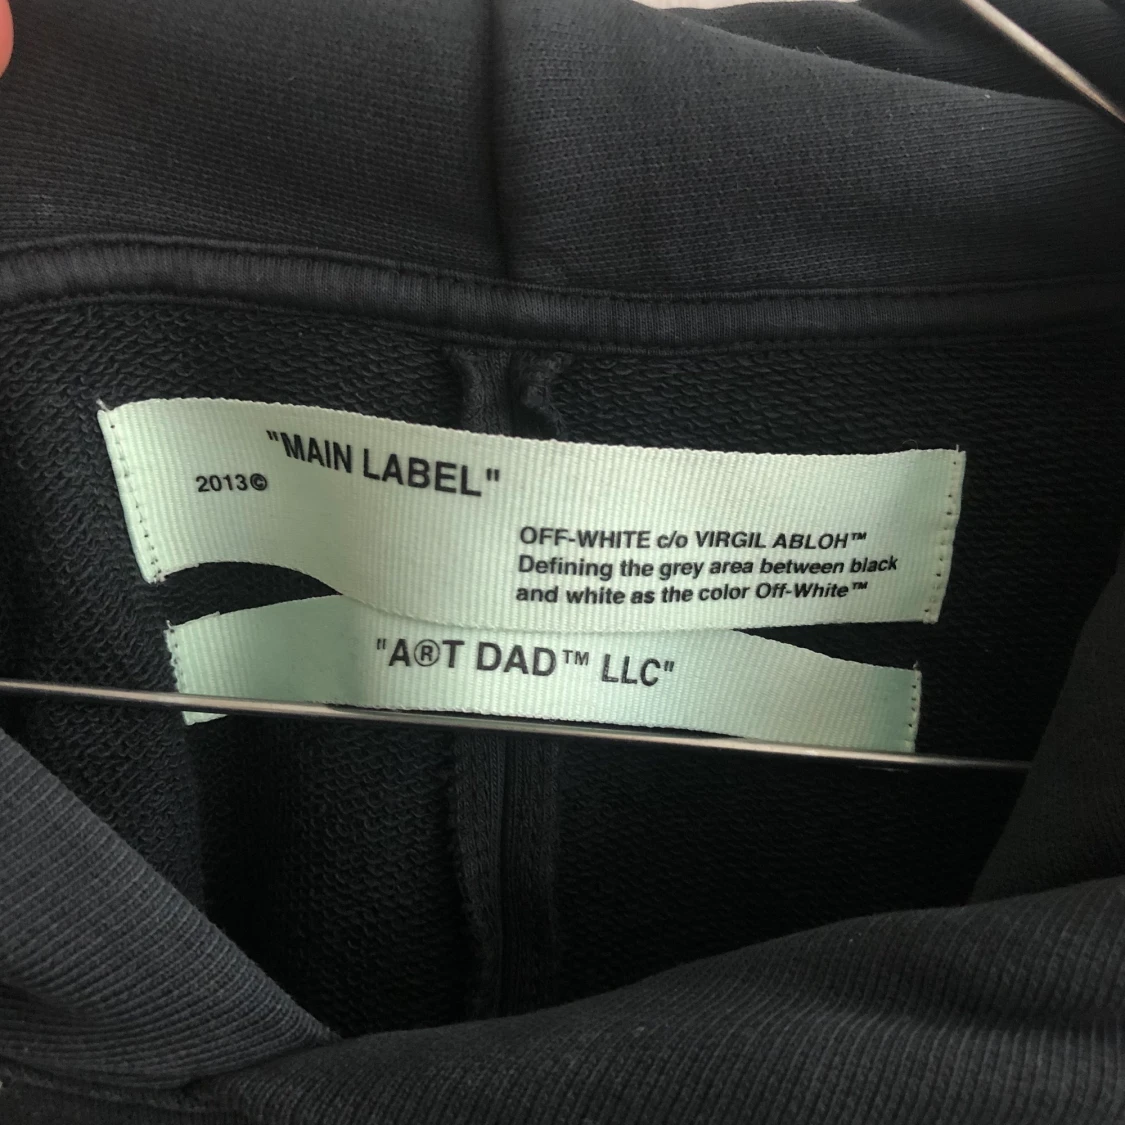 "MAIN LABEL"
2013©
OFF-WHITE c/o VIRGIL ABLOH™
Defining the grey area between black
and white as the color Off-White™
"A®T DAD™ LLC"